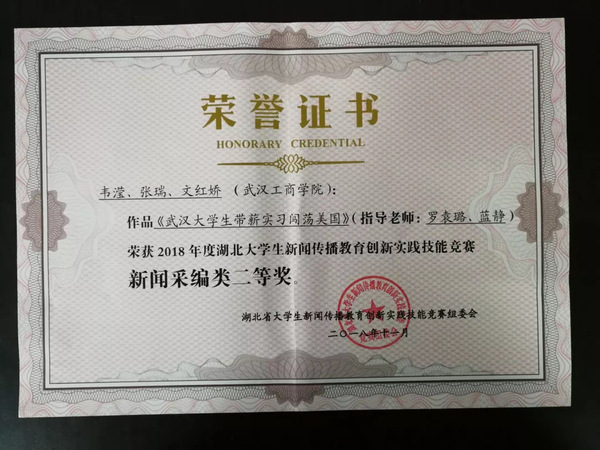 荣誉证书
HONORARY CREDENTIAL
韦滢、张瑞、文红娇（武汉工商学院）：
作品《武汉大学生带薪实习闯荡美国》（指导老师：罗袁璐、蓝静）
荣获2018年度湖北大学生新闻传播教育创新实践技能竞赛
新闻采编类二等奖。
湖北省大学生新闻传播教育创新实践技能竞赛组委会
二〇一八年十一月